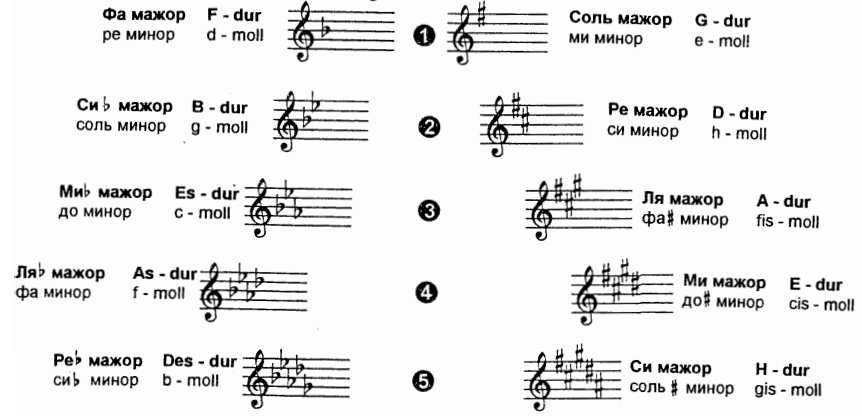 Фа мажор F - dur
ре минор d - moll
1
Соль мажор G - dur
ми минор e - moll
Си♭ мажор B - dur
соль минор g - moll
2
Ре мажор D - dur
си минор h - moll
Ми♭ мажор Es - dur
до минор c - moll
3
Ля мажор A - dur
фа♯ минор fis - moll
Ля♭ мажор As - dur
фа минор f - moll
4
Ми мажор E - dur
до♯ минор cis - moll
Ре♭ мажор Des - dur
си♭ минор b - moll
5
Си мажор H - dur
соль ♯ минор gis - moll